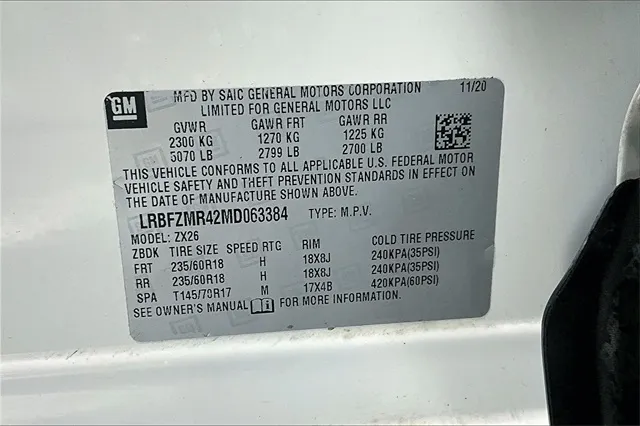 GM
MFD BY SAIC GENERAL MOTORS CORPORATION 11/20
LIMITED FOR GENERAL MOTORS LLC
GVWR GAWR FRT GAWR RR
2300 KG 1270 KG 1225 KG
5070 LB 2799 LB 2700 LB
THIS VEHICLE CONFORMS TO ALL APPLICABLE U.S. FEDERAL MOTOR
VEHICLE SAFETY AND THEFT PREVENTION STANDARDS IN EFFECT ON
THE DATE OF MANUFACTURE SHOWN ABOVE.
LRBFZMR42MD063384 TYPE: M.P.V.
MODEL: ZX26
ZBDK TIRE SIZE SPEED RTG RIM COLD TIRE PRESSURE
FRT 235/60R18 H 18X8J 240KPA(35PSI)
RR 235/60R18 H 18X8J 240KPA(35PSI)
SPA T145/70R17 M 17X4B 420KPA(60PSI)
SEE OWNER'S MANUAL FOR MORE INFORMATION.